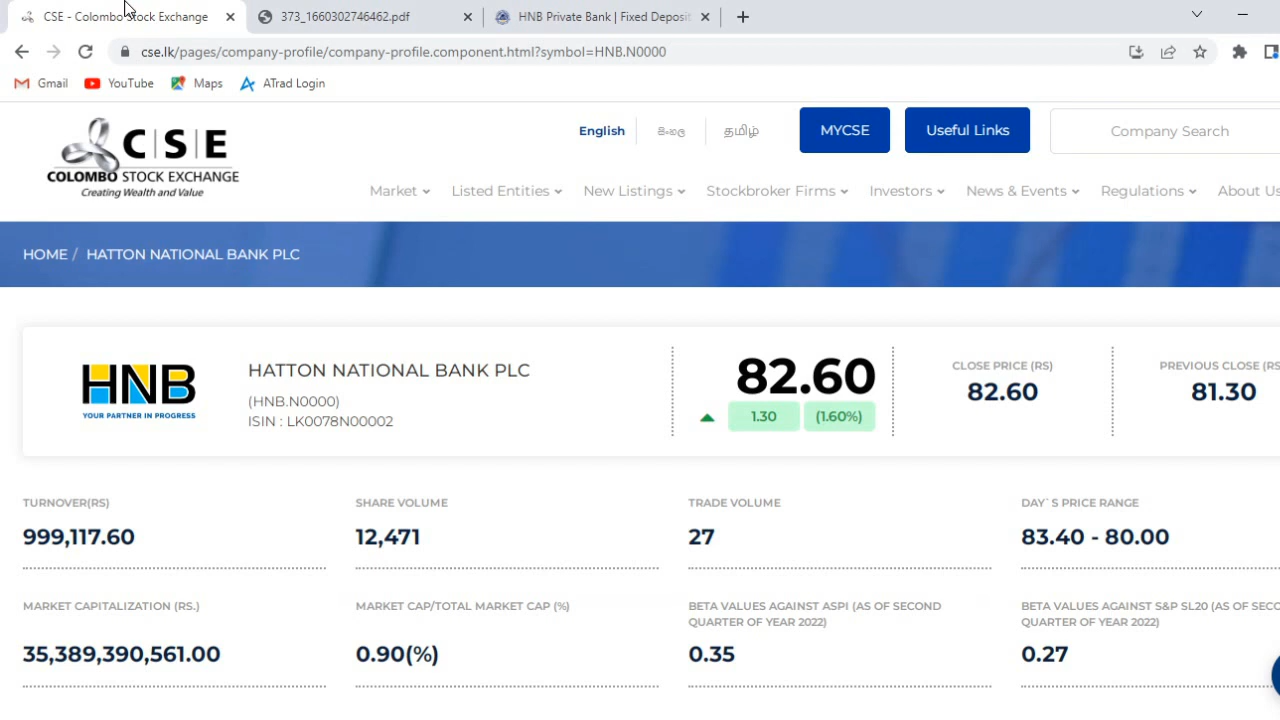 CSE - Colombo Stock Exchange
373_1660302746462.pdf
HNB Private Bank | Fixed Deposit
cse.lk/pages/company-profile/company-profile.component.html?symbol=HNB.N0000
Gmail
YouTube
Maps
ATrad Login
C|S|E
COLOMBO STOCK EXCHANGE
Creating Wealth and Value
English
සිංහල
தமிழ்
MYCSE
Useful Links
Company Search
Market
Listed Entities
New Listings
Stockbroker Firms
Investors
News & Events
Regulations
About Us
HOME / HATTON NATIONAL BANK PLC
HNB
YOUR PARTNER IN PROGRESS
HATTON NATIONAL BANK PLC
(HNB.N0000)
ISIN : LK0078N00002
82.60
1.30 (1.60%)
CLOSE PRICE (RS)
82.60
PREVIOUS CLOSE (RS
81.30
TURNOVER(RS)
999,117.60
SHARE VOLUME
12,471
TRADE VOLUME
27
DAY`S PRICE RANGE
83.40 - 80.00
MARKET CAPITALIZATION (RS.)
35,389,390,561.00
MARKET CAP/TOTAL MARKET CAP (%)
0.90(%)
BETA VALUES AGAINST ASPI (AS OF SECOND
QUARTER OF YEAR 2022)
0.35
BETA VALUES AGAINST S&P SL20 (AS OF SECO
QUARTER OF YEAR 2022)
0.27